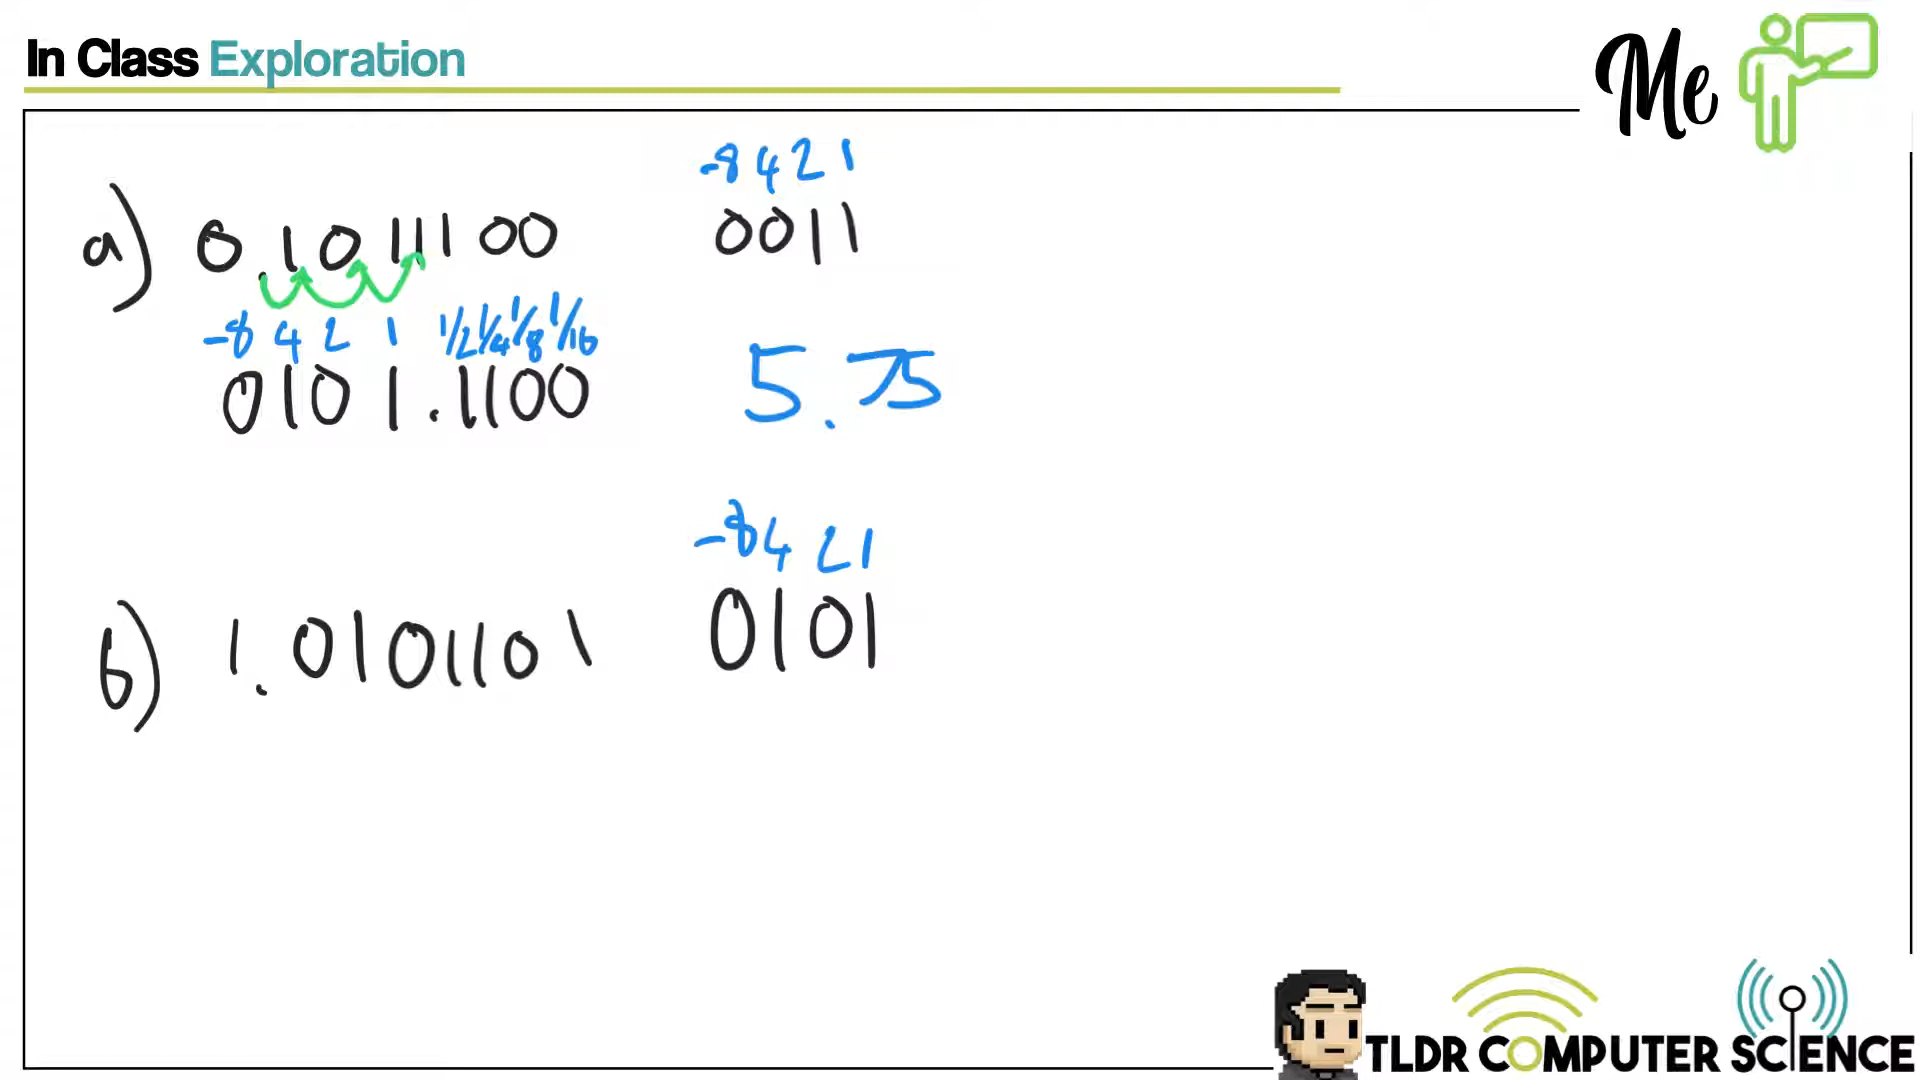 In Class Exploration
Me
-8 4 2 1
a) 0.1011100 0011
-8 4 2 1 1/2 1/4 1/8 1/16
0101.1100 5.75
-8 4 2 1
b) 1.0101101 0101
TLDR COMPUTER SCIENCE